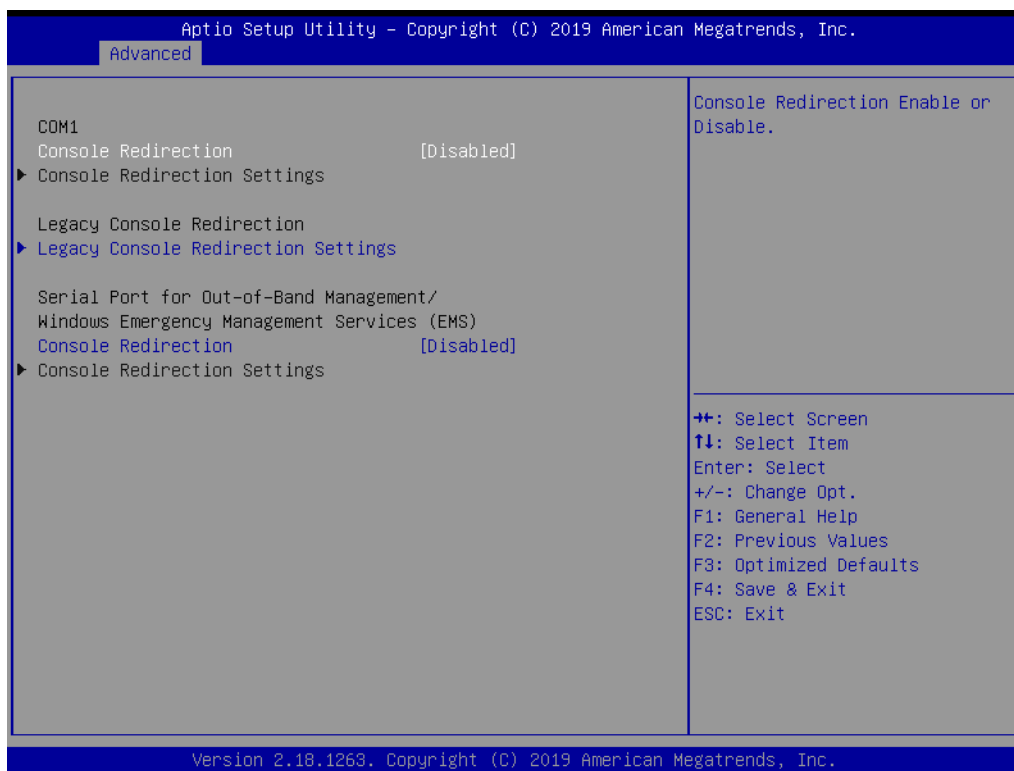 Aptio Setup Utility – Copyright (C) 2019 American Megatrends, Inc.
Advanced
COM1
Console Redirection [Disabled]
▶ Console Redirection Settings
Legacy Console Redirection
▶ Legacy Console Redirection Settings
Serial Port for Out-of-Band Management/
Windows Emergency Management Services (EMS)
Console Redirection [Disabled]
▶ Console Redirection Settings
Console Redirection Enable or
Disable.
→←: Select Screen
↑↓: Select Item
Enter: Select
+/-: Change Opt.
F1: General Help
F2: Previous Values
F3: Optimized Defaults
F4: Save & Exit
ESC: Exit
Version 2.18.1263. Copyright (C) 2019 American Megatrends, Inc.